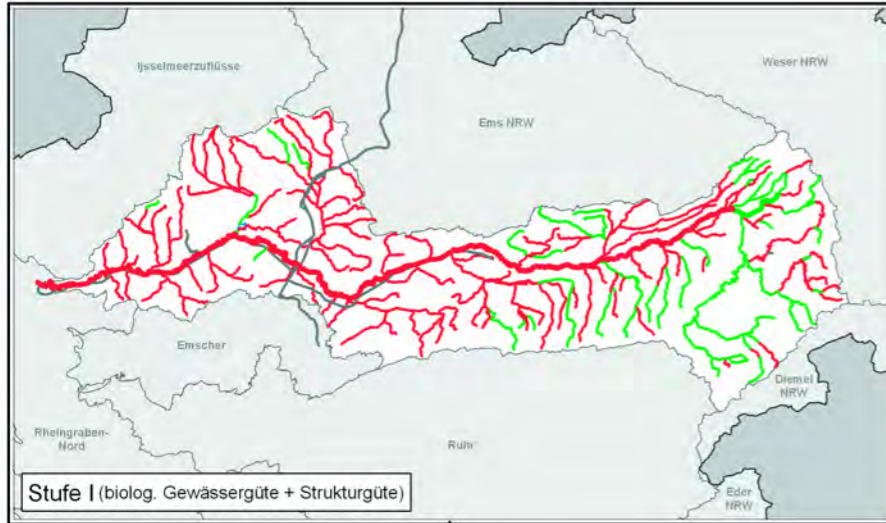 Ijsselmeerzuflüsse
Weser NRW
Ems NRW
Emscher
Diemel
NRW
Rheingraben-
Nord
Ruhr
Eder
NRW
Stufe I (biolog. Gewässergüte + Strukturgüte)